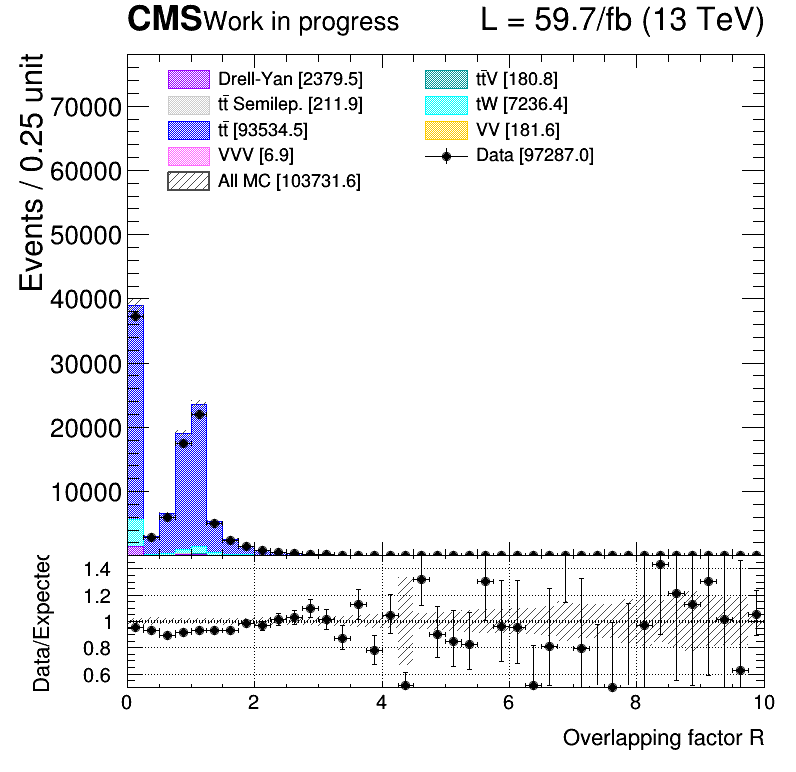 CMS Work in progress L = 59.7/fb (13 TeV)
Events / 0.25 unit
70000
60000
50000
40000
30000
20000
10000
Drell-Yan [2379.5]
tt̄ Semilep. [211.9]
tt̄ [93534.5]
VVV [6.9]
All MC [103731.6]
tt̄V [180.8]
tW [7236.4]
VV [181.6]
Data [97287.0]
Data/Expected
1.4
1.2
1
0.8
0.6
0 2 4 6 8 10
Overlapping factor R